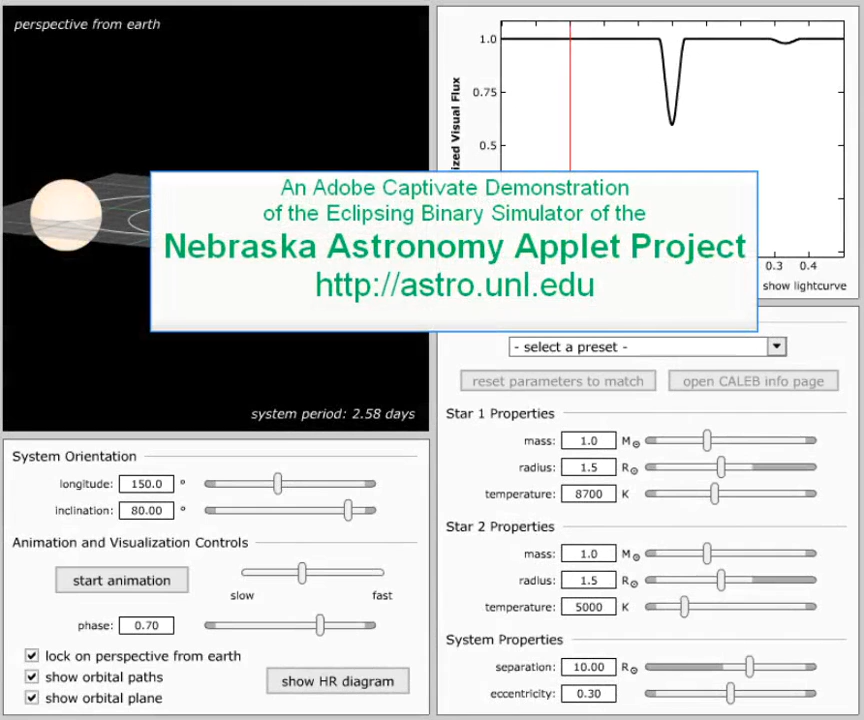 perspective from earth
1.0
0.75
0.5
ized Visual Flux
0.3 0.4
show lightcurve
An Adobe Captivate Demonstration
of the Eclipsing Binary Simulator of the
Nebraska Astronomy Applet Project
http://astro.unl.edu
system period: 2.58 days
- select a preset -
reset parameters to match
open CALEB info page
Star 1 Properties
mass: 1.0 M⊙
radius: 1.5 R⊙
temperature: 8700 K
Star 2 Properties
mass: 1.0 M⊙
radius: 1.5 R⊙
temperature: 5000 K
System Properties
separation: 10.00 R⊙
eccentricity: 0.30
System Orientation
longitude: 150.0 °
inclination: 80.00 °
Animation and Visualization Controls
start animation
slow fast
phase: 0.70
lock on perspective from earth
show orbital paths
show orbital plane
show HR diagram